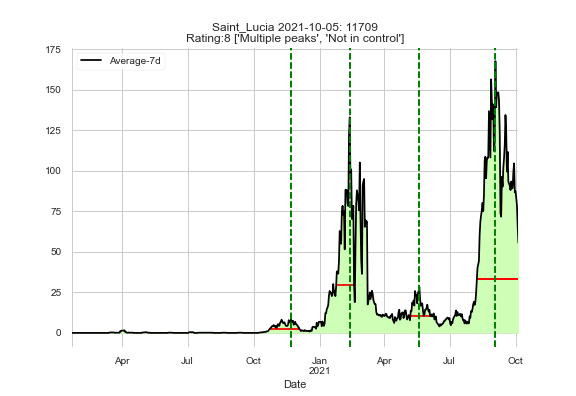 Saint_Lucia 2021-10-05: 11709
Rating:8 ['Multiple peaks', 'Not in control']
Average-7d
175
150
125
100
75
50
25
0
Apr Jul Oct Jan Apr Jul Oct
2021
Date